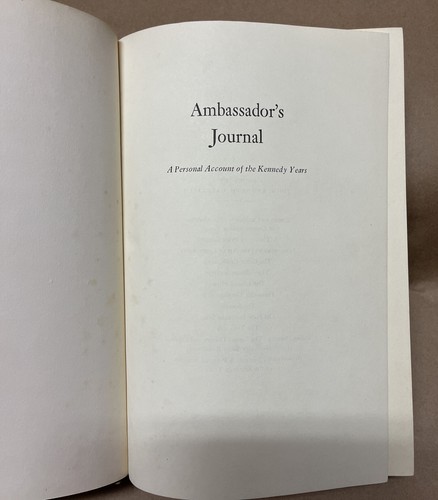 Ambassador's
Journal
A Personal Account of the Kennedy Years